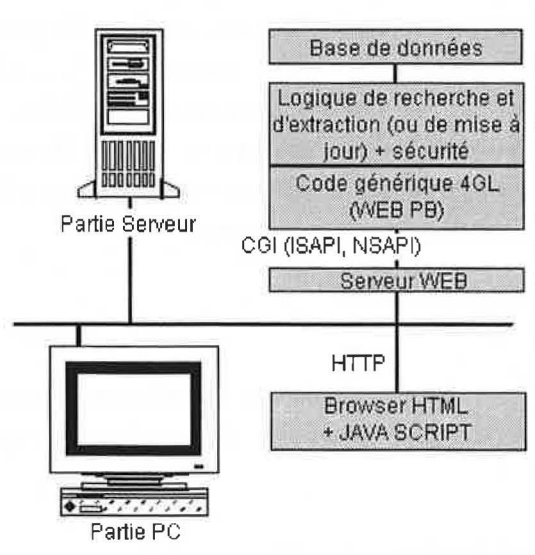 Base de données
Logique de recherche et
d'extraction (ou de mise à
jour) + sécurité
Code générique 4GL
(WEB PB)
Partie Serveur
CGI (ISAPI, NSAPI)
Serveur WEB
HTTP
Browser HTML
+ JAVA SCRIPT
Partie PC